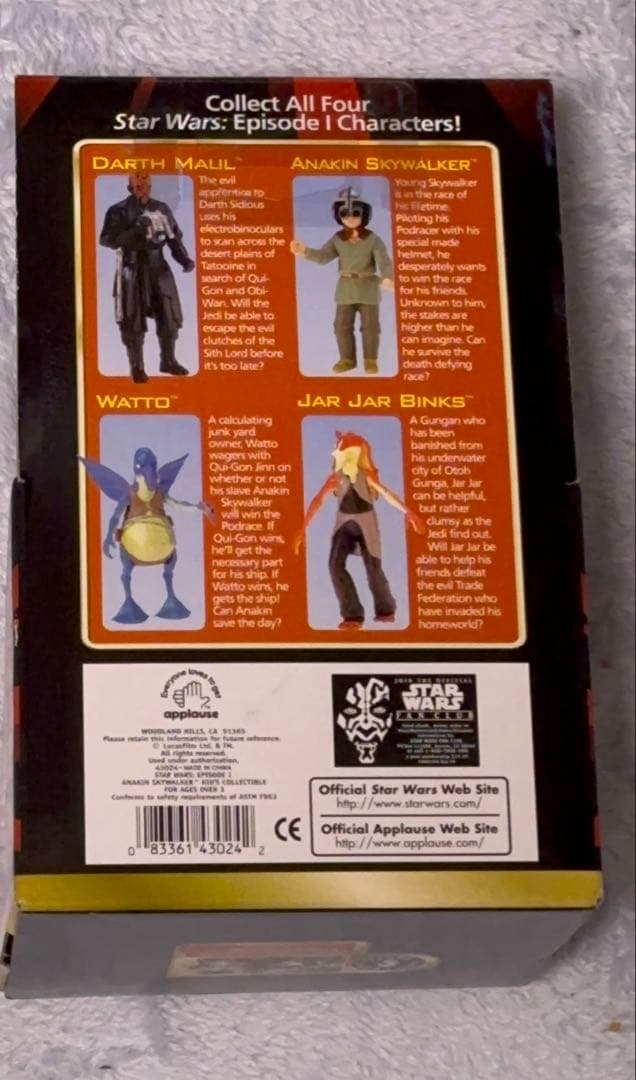 Collect All Four
Star Wars: Episode I Characters!
DARTH MAUL™
The evil
apprentice to
Darth Sidious
uses his
electrobinoculars
to scan across the
desert plains of
Tatooine in
search of Qui-
Gon and Obi-
Wan. Will the
Jedi be able to
escape the evil
clutches of the
Sith Lord before
it's too late?
ANAKIN SKYWALKER™
Young Skywalker
is in the race of
his lifetime.
Piloting his
Podracer with his
special made
helmet, he
desperately wants
to win the race
for his friends.
Unknown to him,
the stakes are
higher than he
can imagine. Can
he survive the
death defying
race?
WATTO™
A calculating
junk yard
owner, Watto
wagers with
Qui-Gon Jinn on
whether or not
his slave Anakin
Skywalker
will win the
Podrace. If
Qui-Gon wins,
he'll get the
necessary part
for his ship. If
Watto wins, he
gets the ship!
Can Anakin
save the day?
JAR JAR BINKS™
A Gungan who
has been
banished from
his underwater
city of Otoh
Gunga, Jar Jar
can be helpful,
but rather
clumsy as the
Jedi find out.
Will Jar Jar be
able to help his
friends defeat
the evil Trade
Federation who
have invaded his
homeworld?
Everyone loves to get
applause
WOODLAND HILLS, CA 91365
Please retain this information for future reference.
© Lucasfilm Ltd. & TM.
All rights reserved.
Used under authorization.
43024 - MADE IN CHINA
STAR WARS: EPISODE I
ANAKIN SKYWALKER™ KID'S COLLECTIBLE
FOR AGES OVER 3
Conforms to safety requirements of ASTM F963
0 83361 43024 2
CE
JOIN THE OFFICIAL
STAR WARS
FAN CLUB
Official Star Wars Web Site
http://www.starwars.com/
Official Applause Web Site
http://www.applause.com/